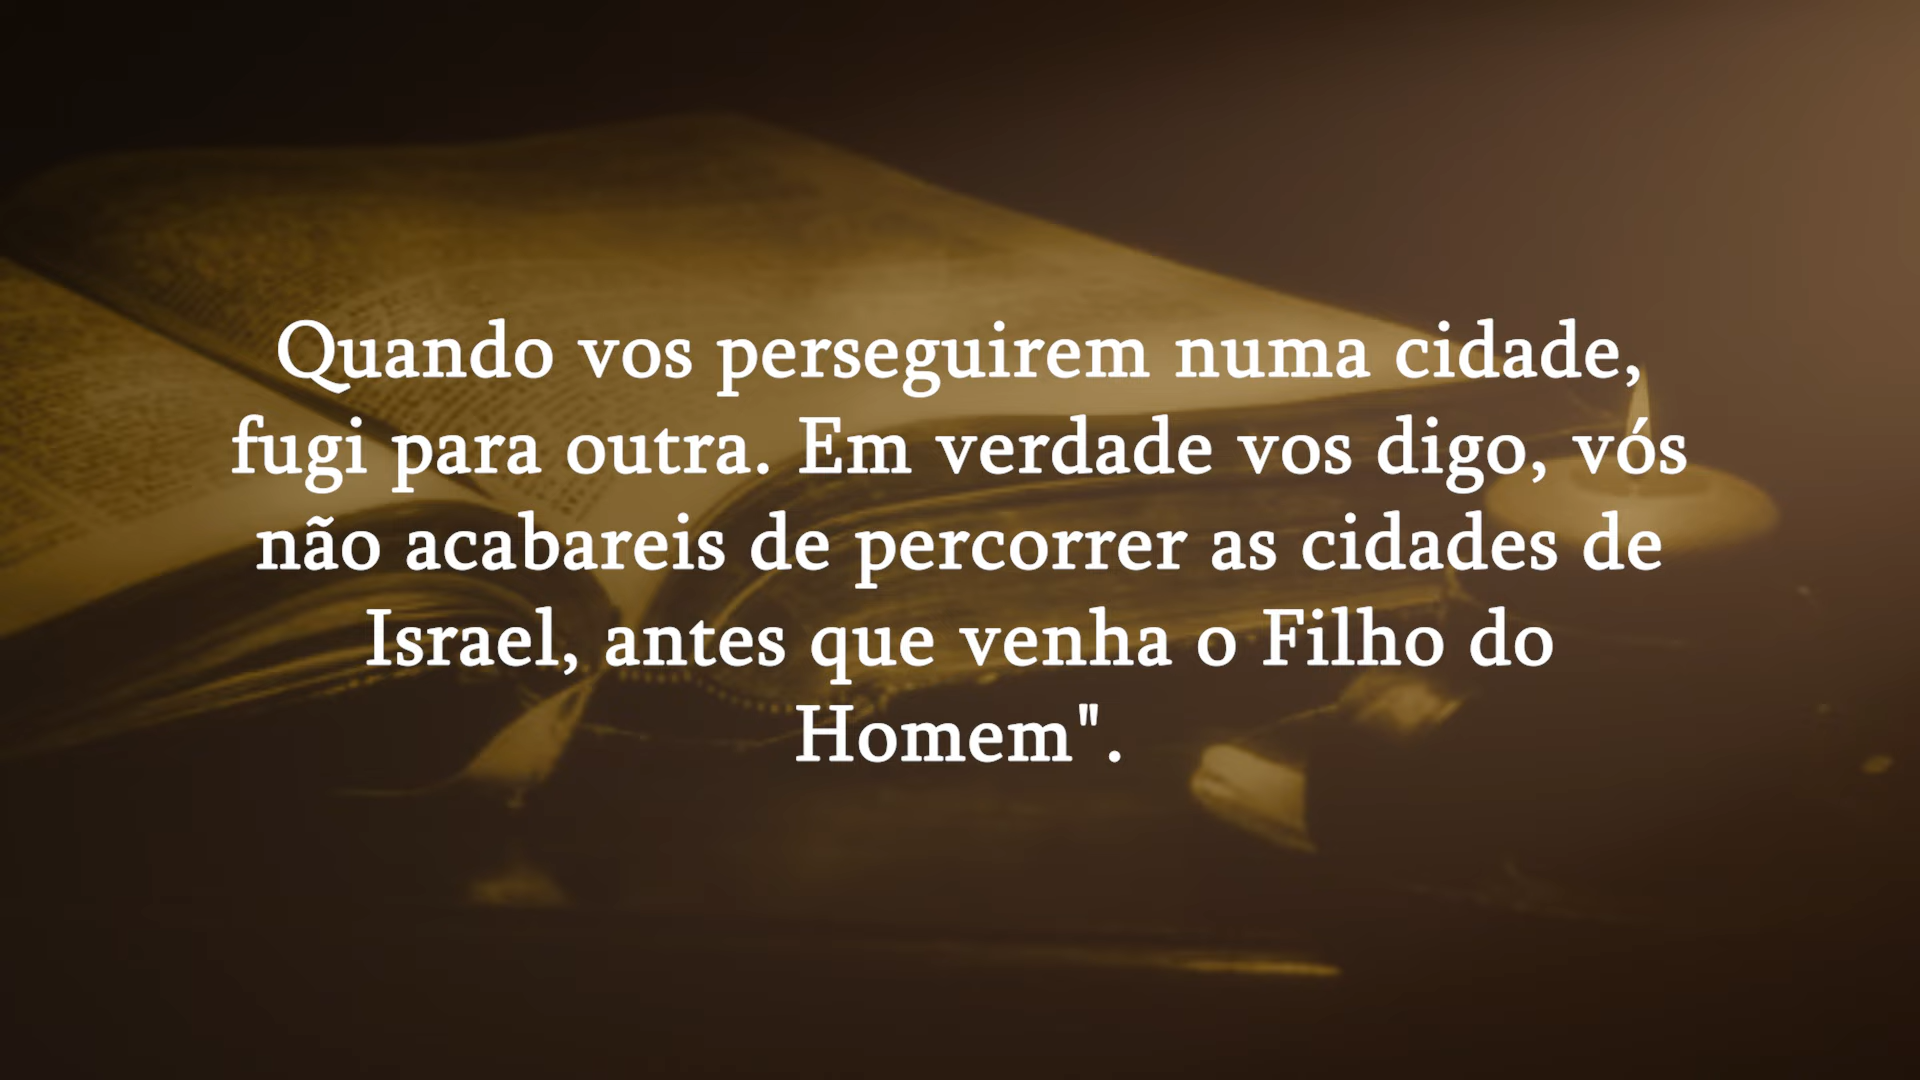 Quando vos perseguirem numa cidade,
fugi para outra. Em verdade vos digo, vós
não acabareis de percorrer as cidades de
Israel, antes que venha o Filho do
Homem".